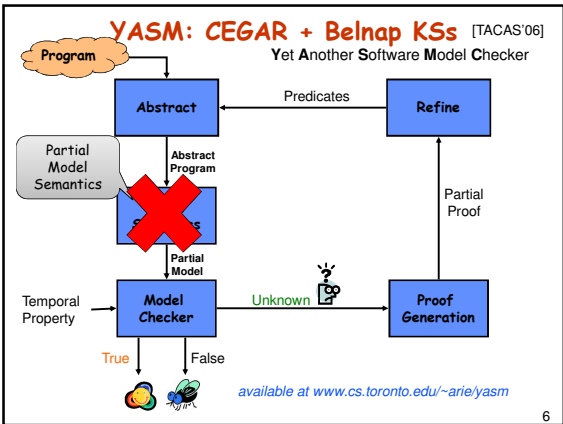 YASM: CEGAR + Belnap KSs [TACAS'06]
Yet Another Software Model Checker
Program
Abstract
Predicates
Refine
Partial
Model
Semantics
Abstract
Program
Partial
Model
Partial
Proof
Temporal
Property
Model
Checker
Unknown
?
Proof
Generation
True
False
available at www.cs.toronto.edu/~arie/yasm
6